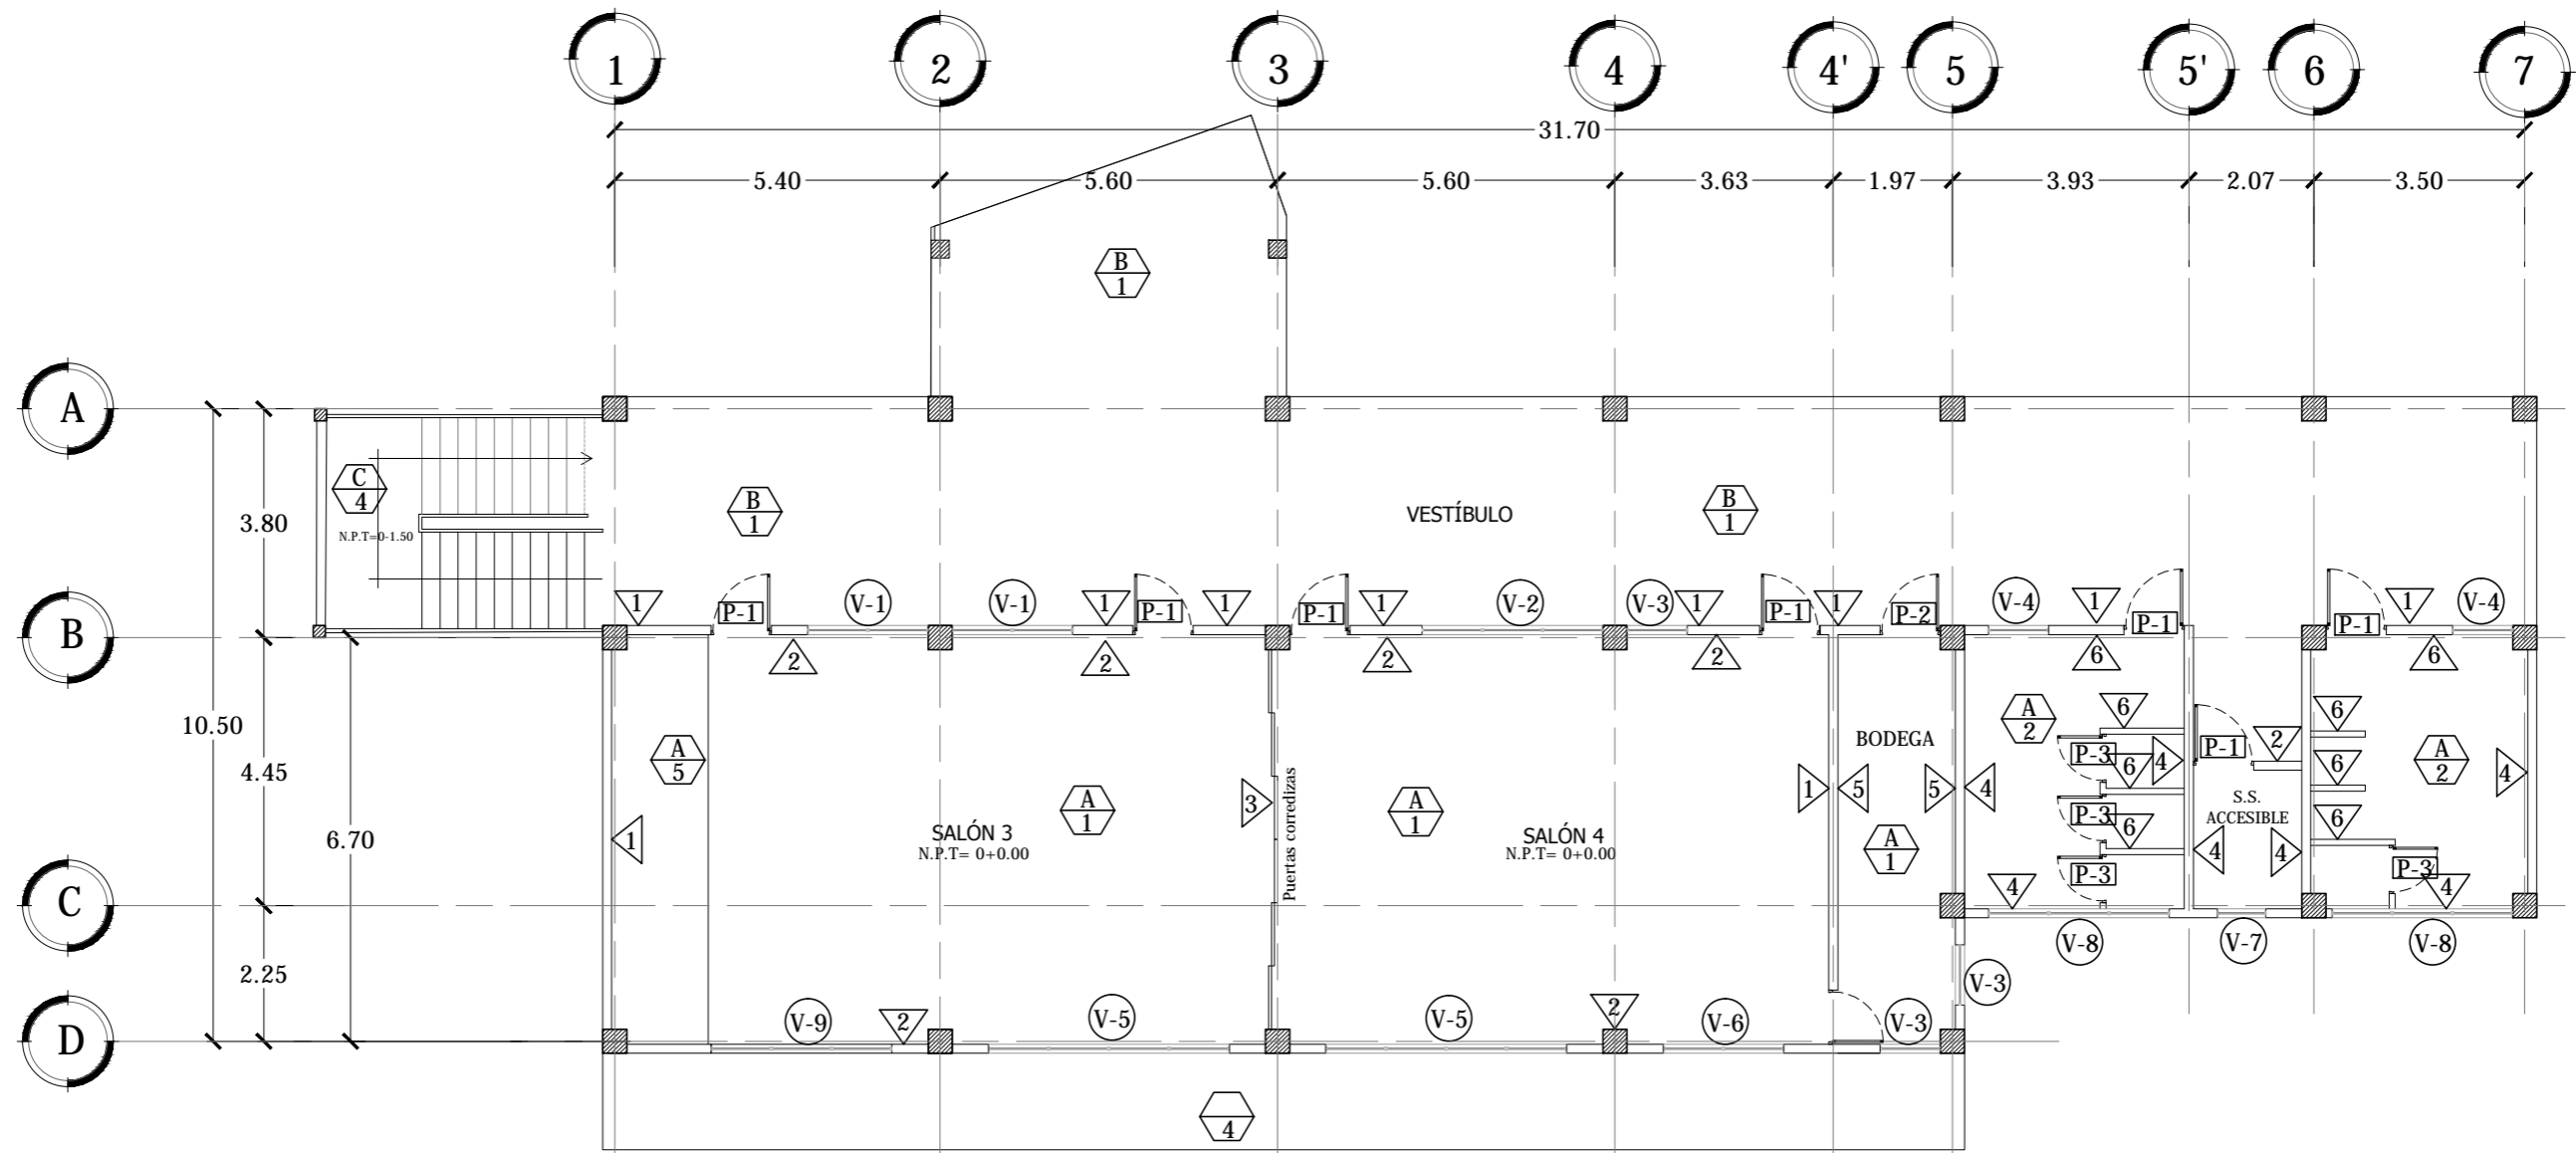 1 2 3 4 4' 5 5' 6 7
31.70
5.40 5.60 5.60 3.63 1.97 3.93 2.07 3.50
B
1
A
C
4
3.80
N.P.T=0-1.50
B
1
VESTÍBULO
B
1
1 P-1 V-1 V-1 1 P-1 1 P-1 1 V-2 V-3 1 P-1 1 P-2 V-4 1 P-1 P-1 1 V-4
B
2 2 2 2 6 6
10.50
4.45
6.70
A
5
A
2
6 6
BODEGA
4 P-1 2
A
2
P-3 6 6
1 3 Puertas corredizas 1 5 5 4 4
A
1
A
1
S.S.
ACCESIBLE
P-3 6 6
SALÓN 3
N.P.T= 0+0.00
SALÓN 4
N.P.T= 0+0.00
A
1
4 4
P-3 P-3
4 4
C
V-8 V-7 V-8
2.25
V-3
D
V-9 2 V-5 V-5 2 V-6 V-3
4